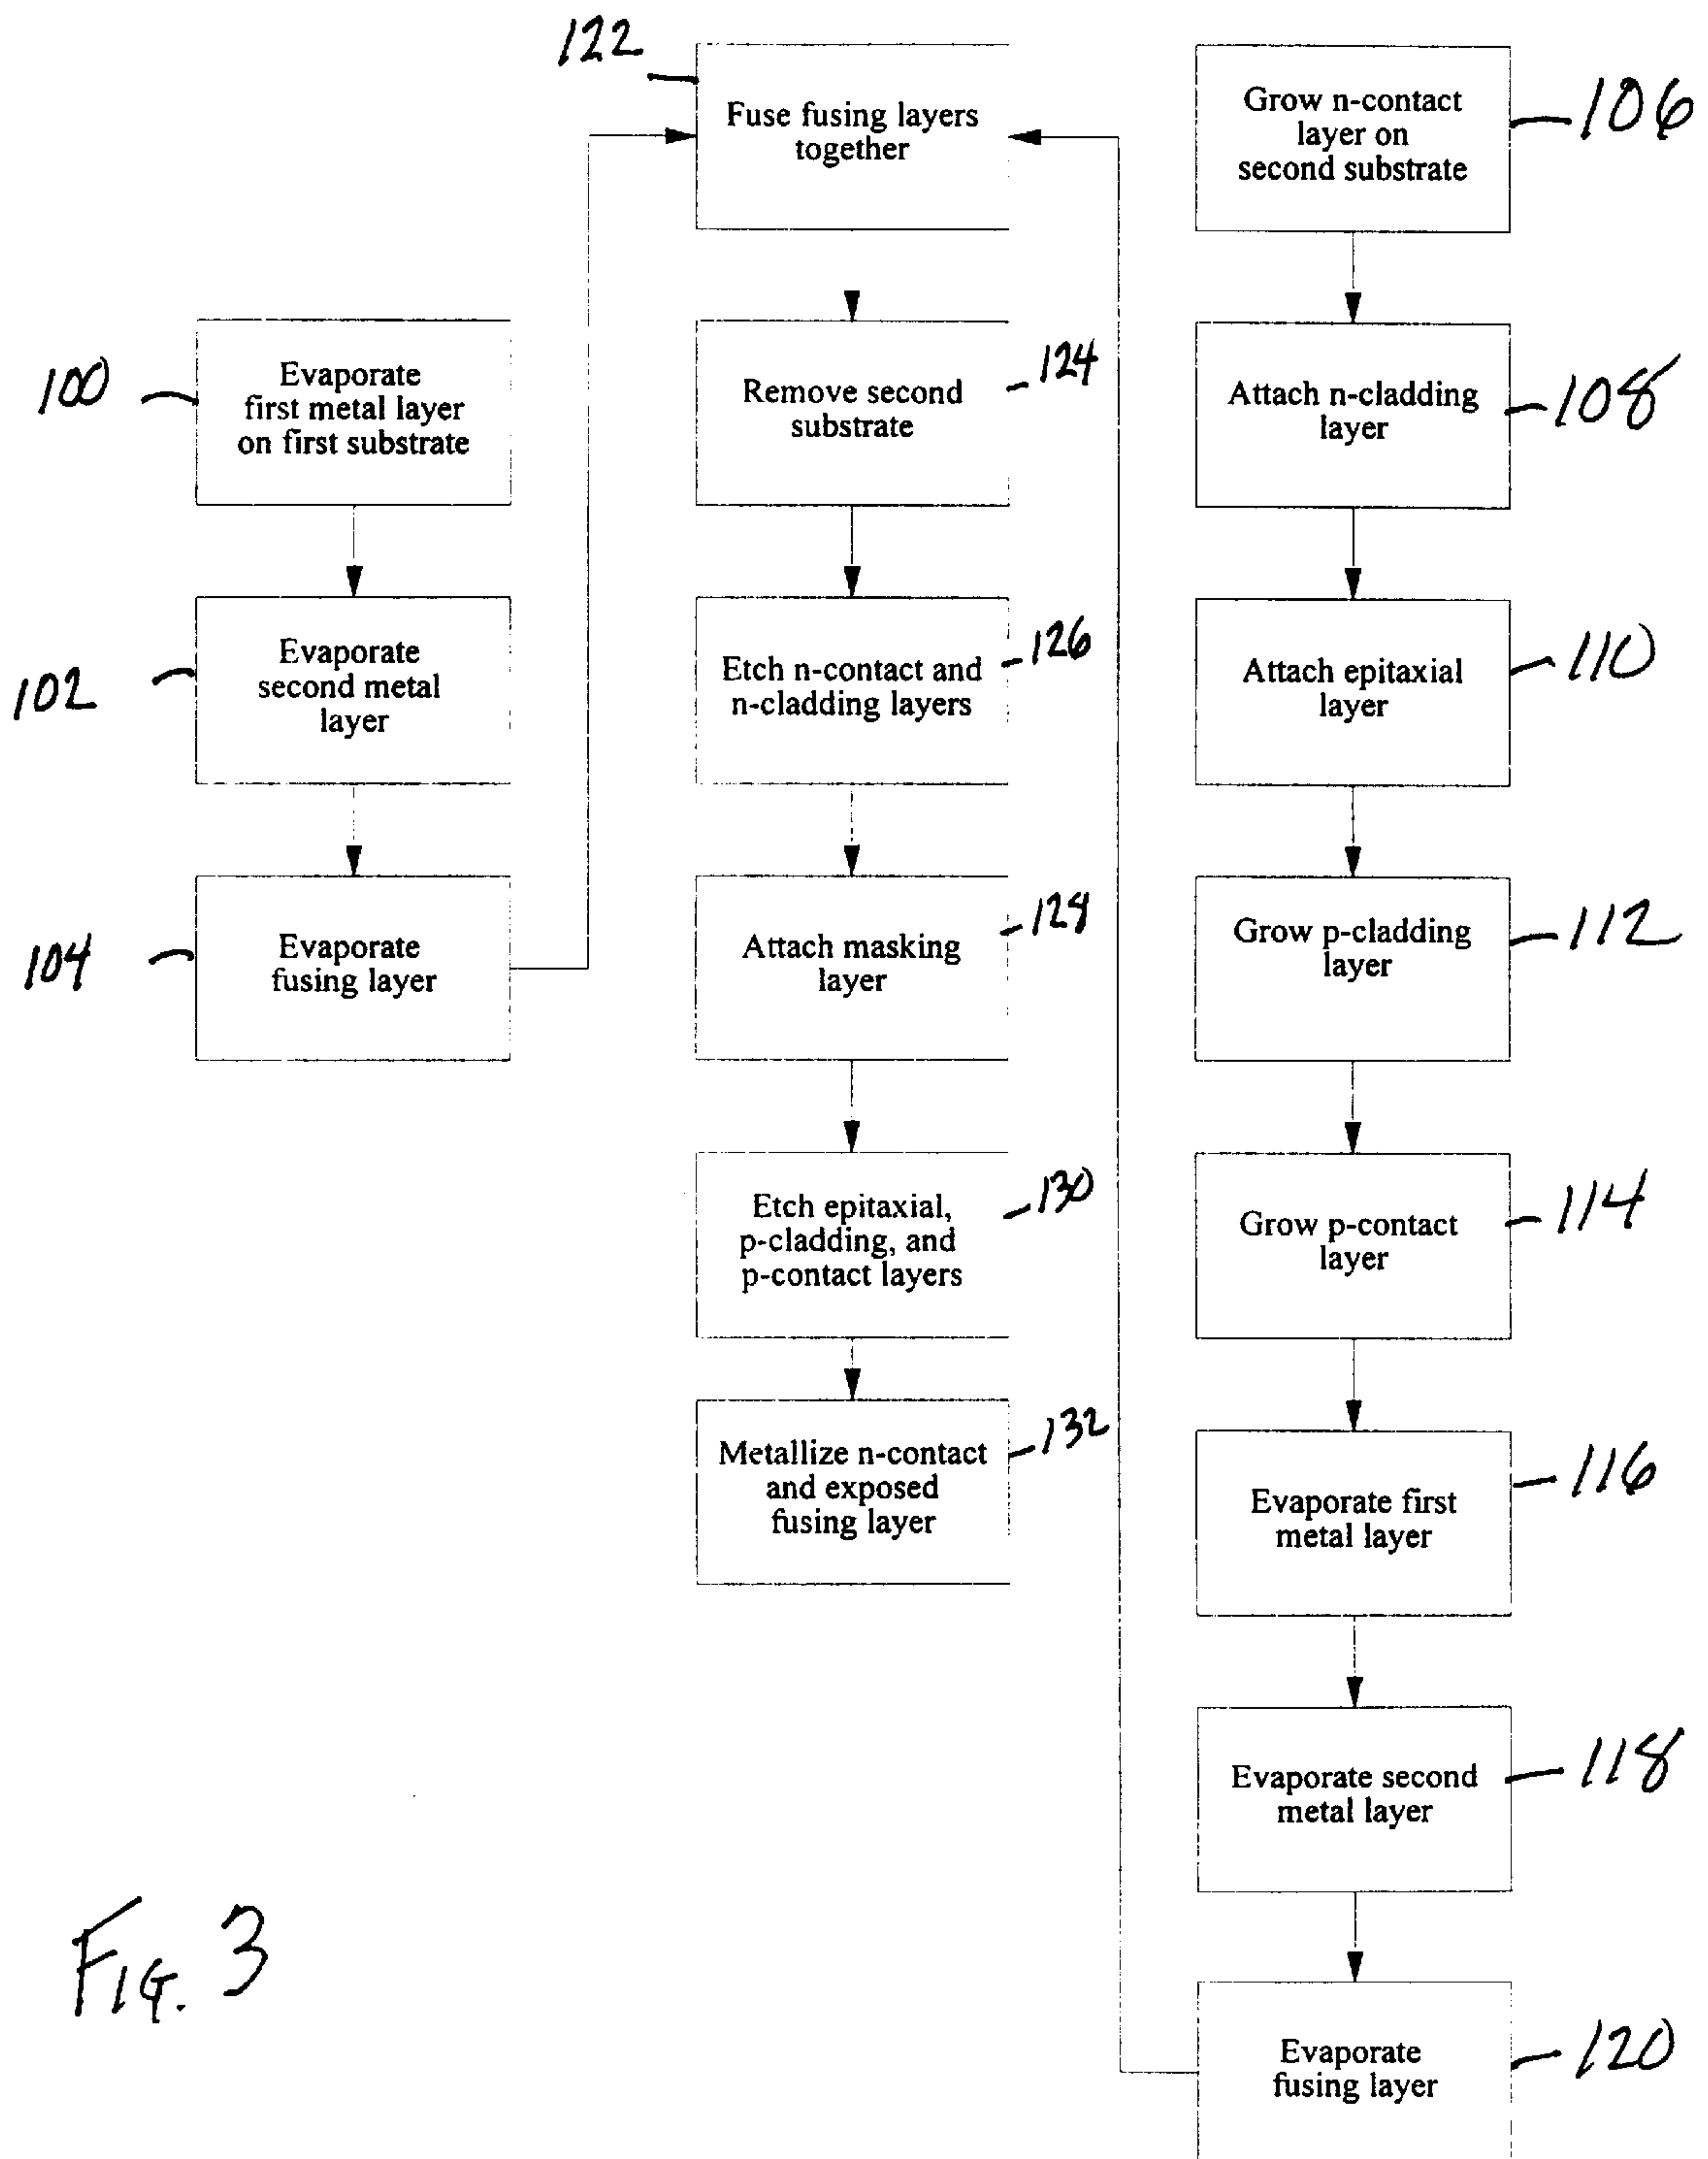 122
Fuse fusing layers
together
Grow n-contact
layer on
second substrate
106
100
Evaporate
first metal layer
on first substrate
Remove second
substrate
124
Attach n-cladding
layer
108
102
Evaporate
second metal
layer
Etch n-contact and
n-cladding layers
126
Attach epitaxial
layer
110
104
Evaporate
fusing layer
Attach masking
layer
128
Grow p-cladding
layer
112
Etch epitaxial,
p-cladding, and
p-contact layers
130
Grow p-contact
layer
114
Metallize n-contact
and exposed
fusing layer
132
Evaporate first
metal layer
116
Evaporate second
metal layer
118
Evaporate
fusing layer
120
FIG. 3